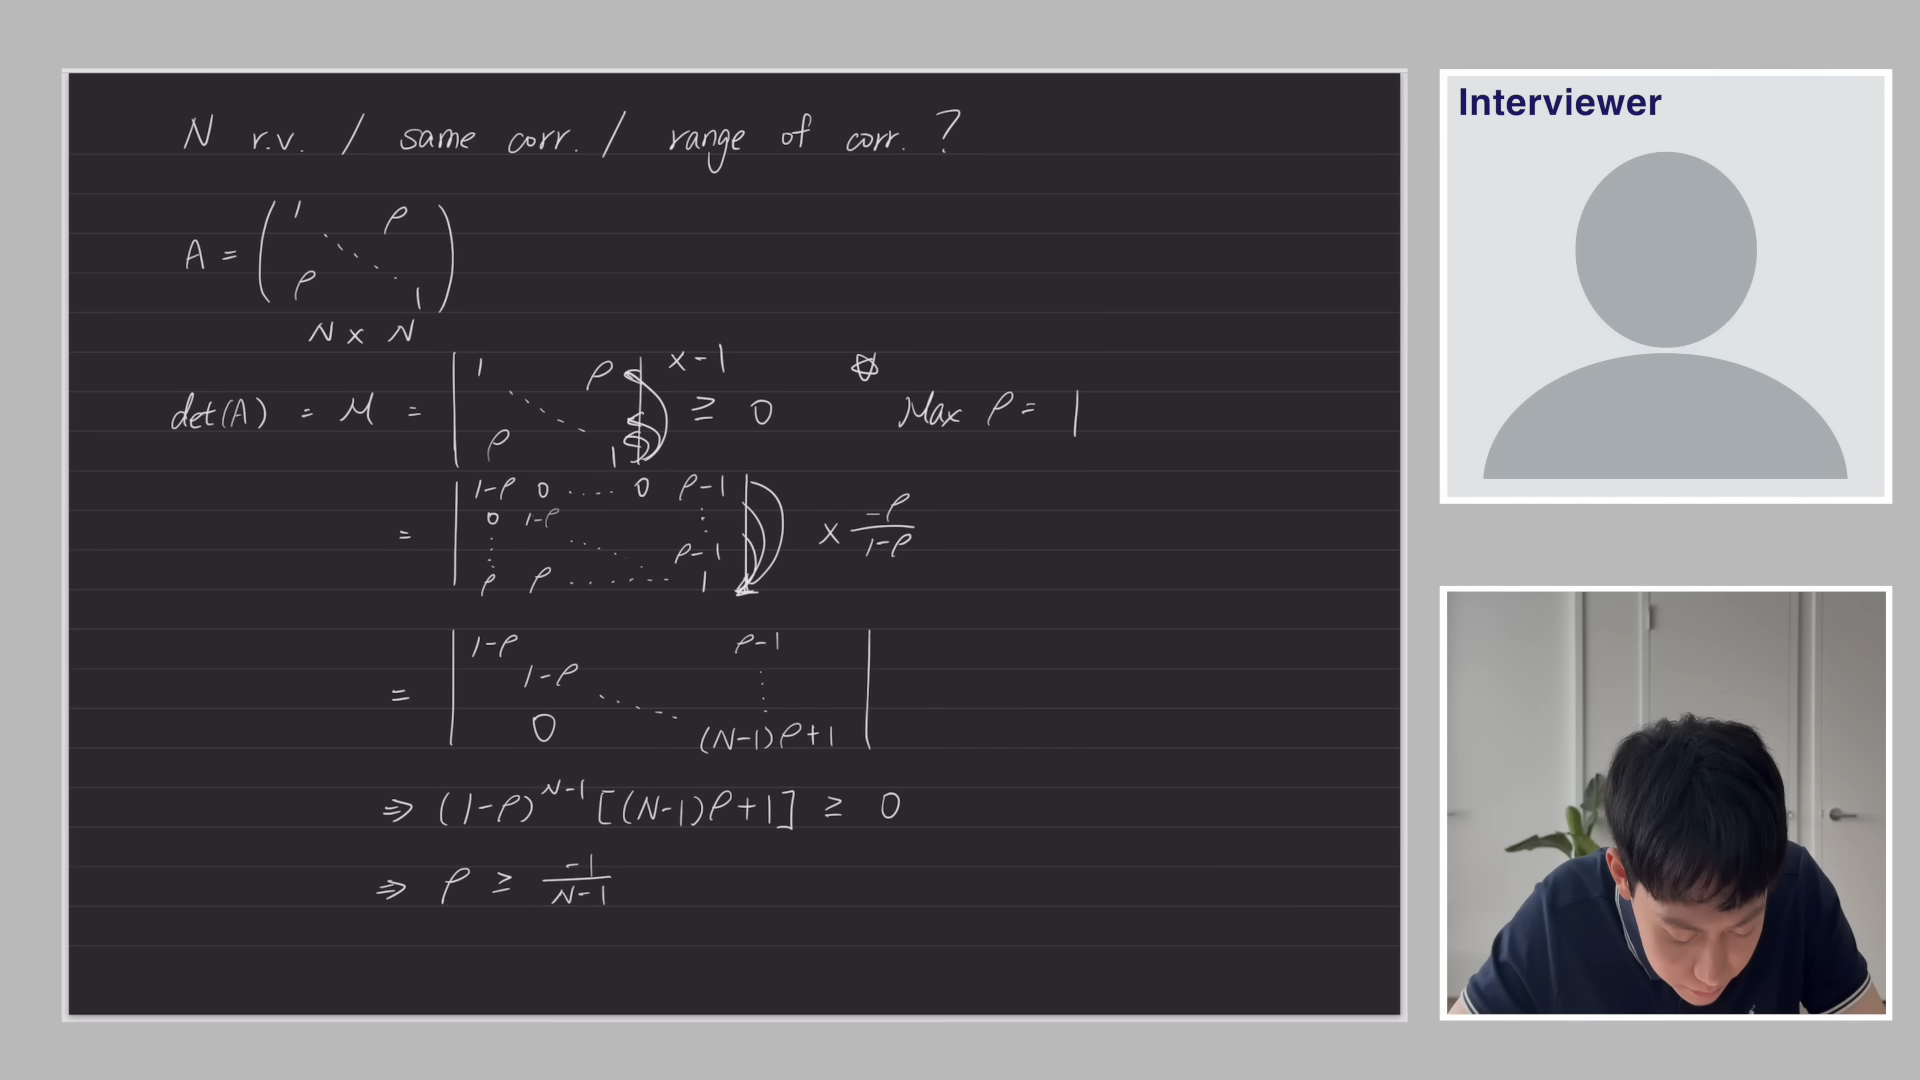 N r.v. / same corr. / range of corr. ?
Interviewer
A = ( 1 ρ
ρ 1 )
N x N
det(A) = M = | 1 ρ ρ 1 | x -1 ≥ 0
☆ Max ρ = 1
= | 1-ρ 0 ···· 0 ρ-1
0 1-ρ
ρ-1
ρ ρ ······ 1 | x -ρ/1-ρ
= | 1-ρ ρ-1
1-ρ
0 (N-1)ρ+1 |
⇒ (1-ρ)^N-1 [(N-1)ρ+1] ≥ 0
⇒ ρ ≥ -1/N-1